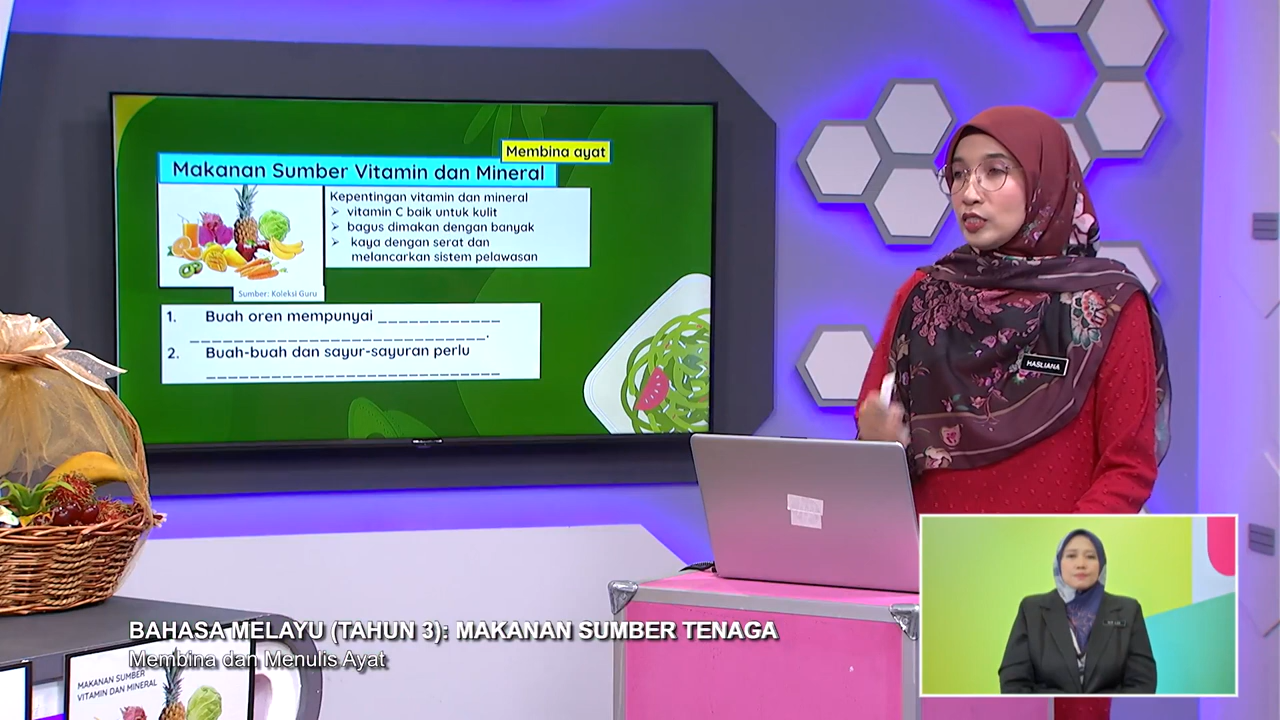 Membina ayat
Makanan Sumber Vitamin dan Mineral
Kepentingan vitamin dan mineral
➢ vitamin C baik untuk kulit
➢ bagus dimakan dengan banyak
➢ kaya dengan serat dan
melancarkan sistem pelawasan
Sumber: Koleksi Guru
1. Buah oren mempunyai ____________
_____________________________.
2. Buah-buah dan sayur-sayuran perlu
_____________________________
HASLIANA
BAHASA MELAYU (TAHUN 3): MAKANAN SUMBER TENAGA
Membina dan Menulis Ayat
MAKANAN SUMBER
VITAMIN DAN MINERAL